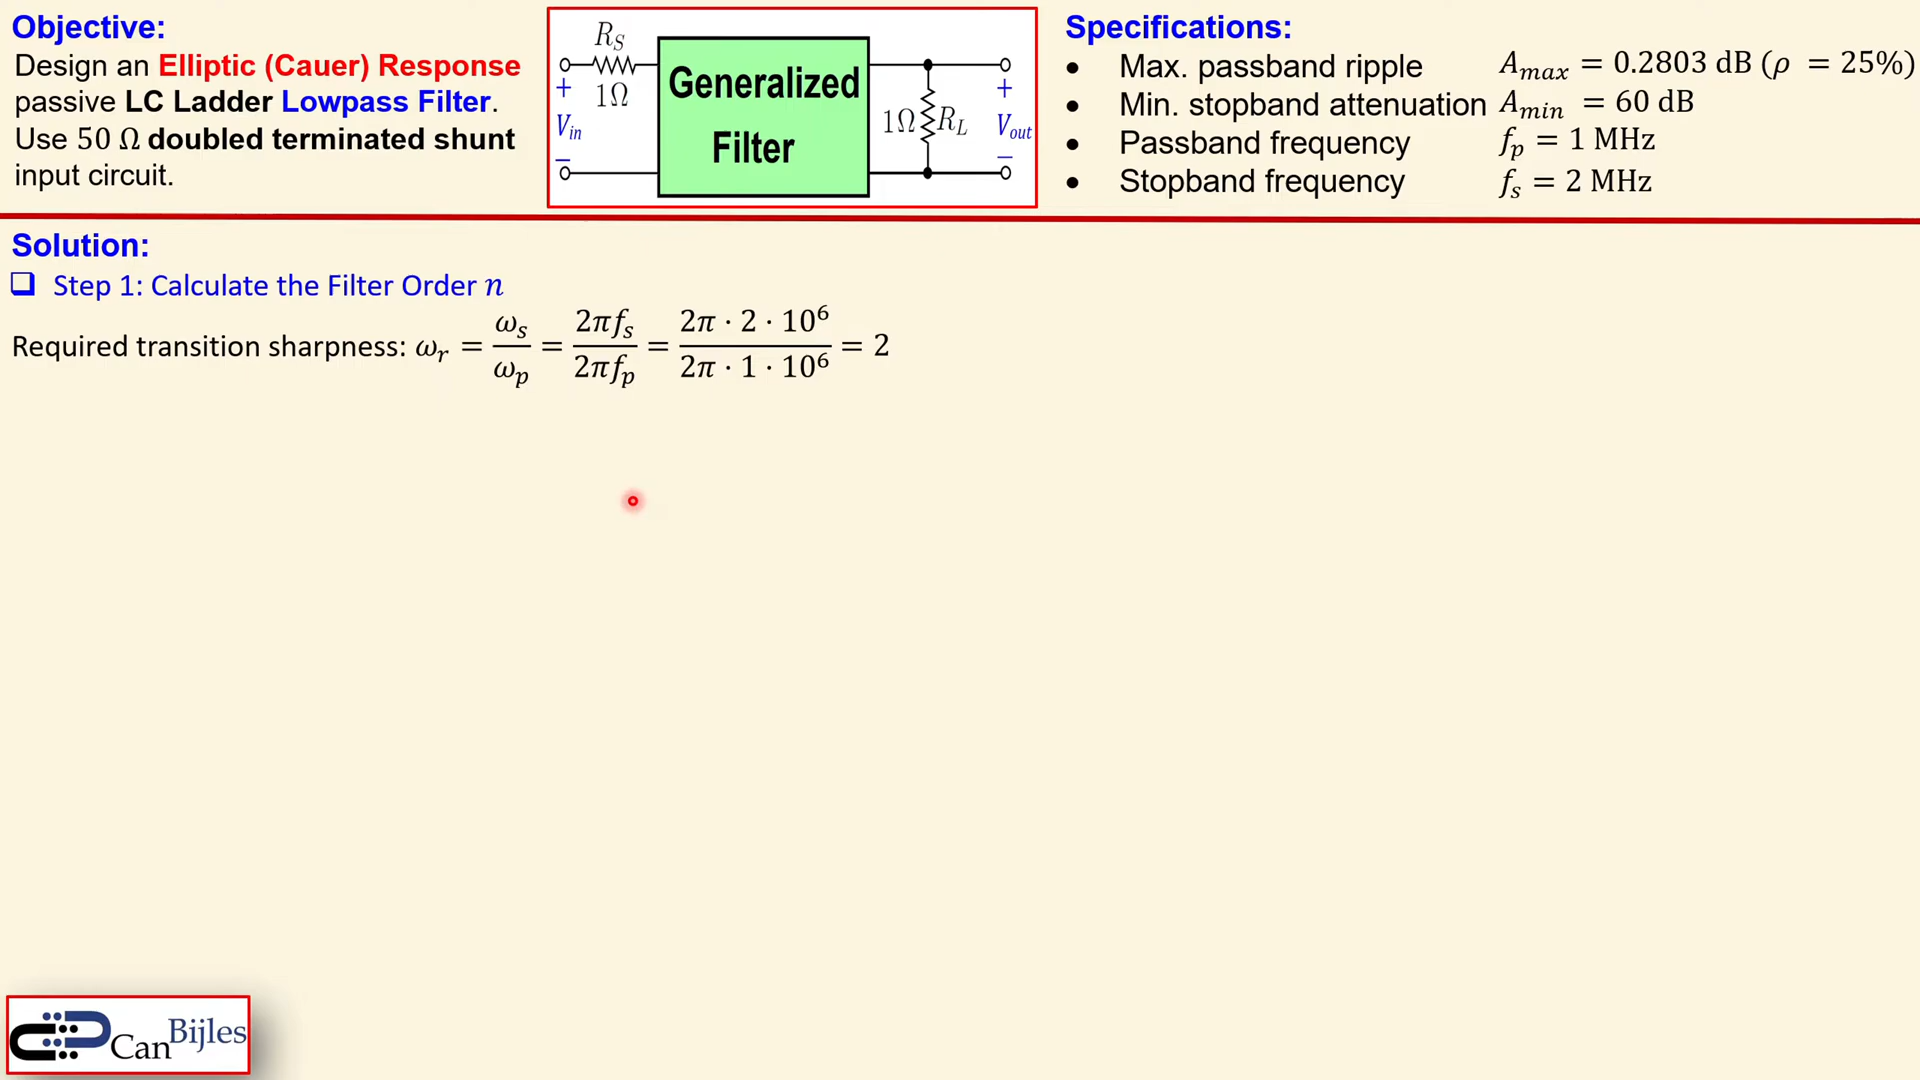 Objective:
Design an Elliptic (Cauer) Response
passive LC Ladder Lowpass Filter.
Use 50 Ω doubled terminated shunt
input circuit.
R_S
1Ω
+
V_in
−
Generalized
Filter
1Ω R_L
+
V_out
−
Specifications:
• Max. passband ripple A_max = 0.2803 dB (ρ = 25%)
• Min. stopband attenuation A_min = 60 dB
• Passband frequency f_p = 1 MHz
• Stopband frequency f_s = 2 MHz
Solution:
❑ Step 1: Calculate the Filter Order n
Required transition sharpness: ω_r = ω_s/ω_p = 2πf_s/2πf_p = 2π · 2 · 10^6/2π · 1 · 10^6 = 2
Can Bijles